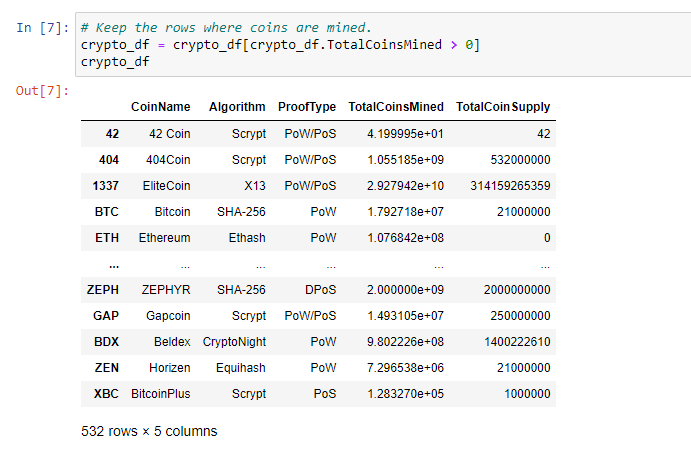 In [7]: # Keep the rows where coins are mined.
crypto_df = crypto_df[crypto_df.TotalCoinsMined > 0]
crypto_df
Out[7]:
CoinName Algorithm ProofType TotalCoinsMined TotalCoinSupply
42 42 Coin Scrypt PoW/PoS 4.199995e+01 42
404 404Coin Scrypt PoW/PoS 1.055185e+09 532000000
1337 EliteCoin X13 PoW/PoS 2.927942e+10 314159265359
BTC Bitcoin SHA-256 PoW 1.792718e+07 21000000
ETH Ethereum Ethash PoW 1.076842e+08 0
... ... ... ... ... ...
ZEPH ZEPHYR SHA-256 DPoS 2.000000e+09 2000000000
GAP Gapcoin Scrypt PoW/PoS 1.493105e+07 250000000
BDX Beldex CryptoNight PoW 9.802226e+08 1400222610
ZEN Horizen Equihash PoW 7.296538e+06 21000000
XBC BitcoinPlus Scrypt PoS 1.283270e+05 1000000
532 rows × 5 columns